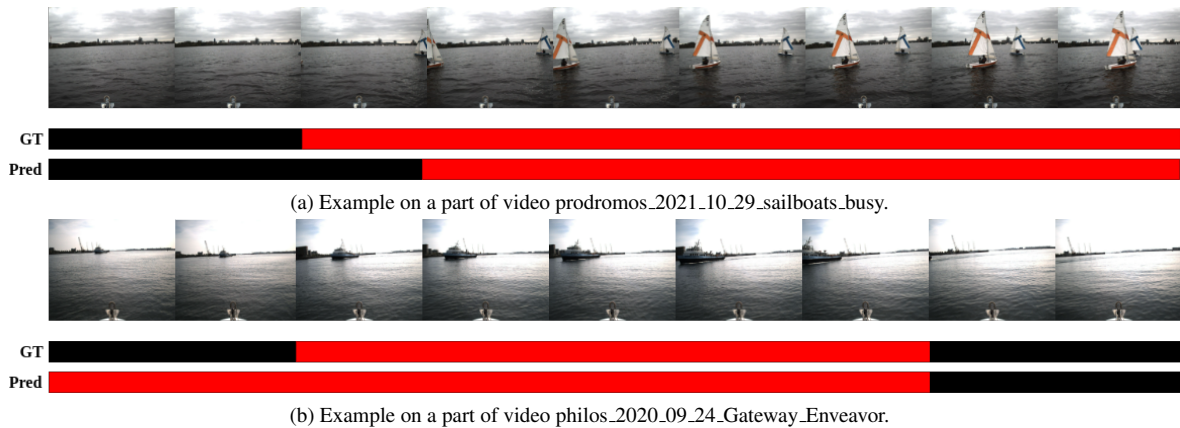 GT
Pred
(a) Example on a part of video prodromos_2021_10_29_sailboats_busy.
GT
Pred
(b) Example on a part of video philos_2020_09_24_Gateway_Enveavor.